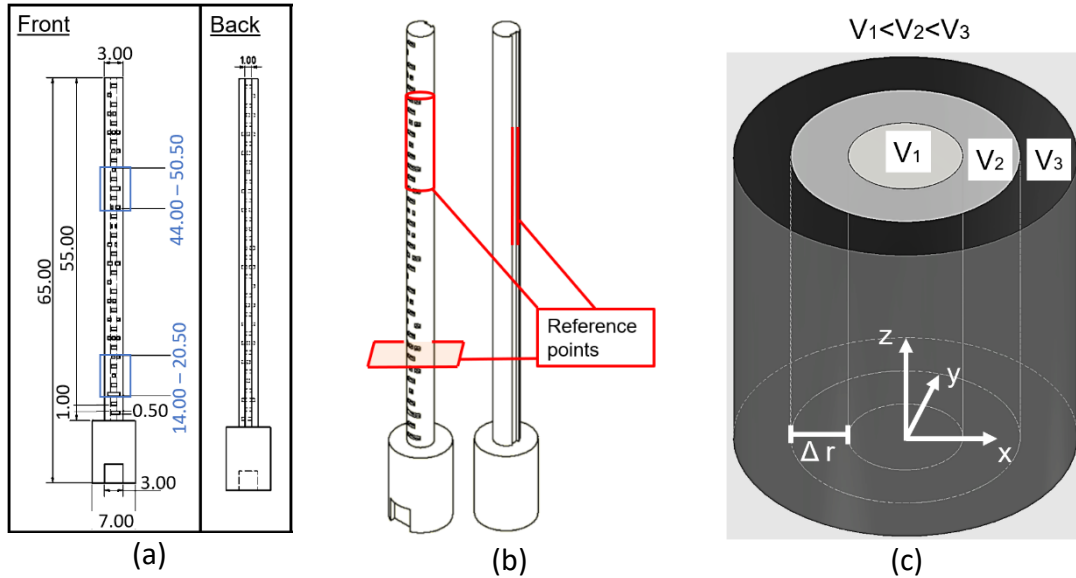 Front
3.00
65.00
55.00
44.00 – 50.50
14.00 – 20.50
1.00
0.50
3.00
7.00
(a)
Back
1.00
Reference
points
(b)
V₁<V₂<V₃
V₁
V₂
V₃
z
y
x
Δ r
(c)